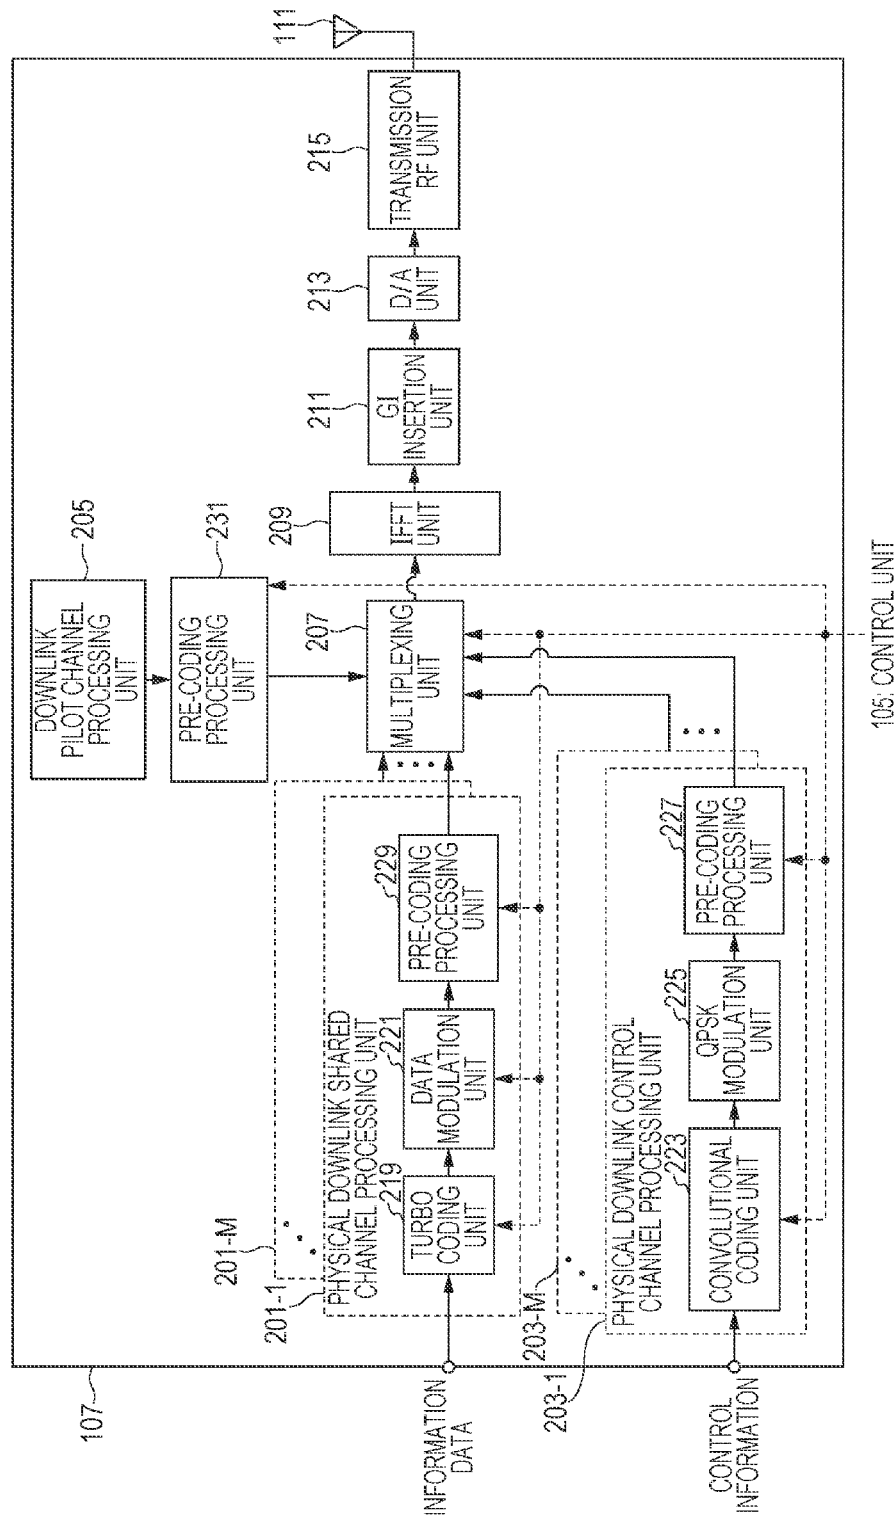 107
INFORMATION
DATA
CONTROL
INFORMATION
201-M
201-1
PHYSICAL DOWNLINK SHARED
CHANNEL PROCESSING UNIT
219
TURBO
CODING
UNIT
221
DATA
MODULATION
UNIT
229
PRE-CODING
PROCESSING
UNIT
203-M
203-1
PHYSICAL DOWNLINK CONTROL
CHANNEL PROCESSING UNIT
223
CONVOLUTIONAL
CODING UNIT
225
QPSK
MODULATION
UNIT
227
PRE-CODING
PROCESSING
UNIT
205
DOWNLINK
PILOT CHANNEL
PROCESSING
UNIT
231
PRE-CODING
PROCESSING
UNIT
207
MULTIPLEXING
UNIT
209
IFFT
UNIT
211
GI
INSERTION
UNIT
213
D/A
UNIT
215
TRANSMISSION
RF UNIT
111
105: CONTROL UNIT